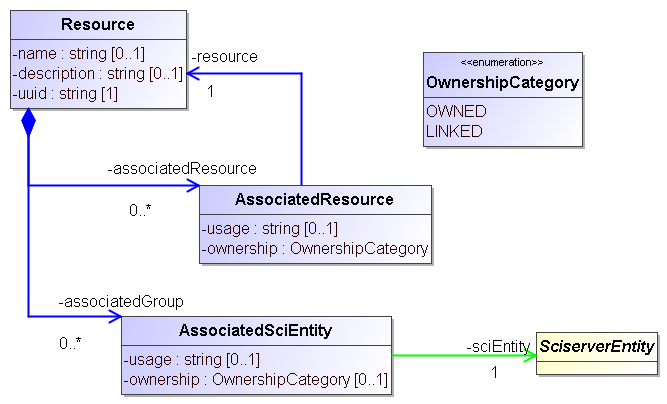 Resource
-name : string [0..1]
-description : string [0..1]
-uuid : string [1]
-resource
1
<<enumeration>>
OwnershipCategory
OWNED
LINKED
-associatedResource
0..*
AssociatedResource
-usage : string [0..1]
-ownership : OwnershipCategory
-associatedGroup
0..*
AssociatedSciEntity
-usage : string [0..1]
-ownership : OwnershipCategory [0..1]
-sciEntity
1
SciserverEntity